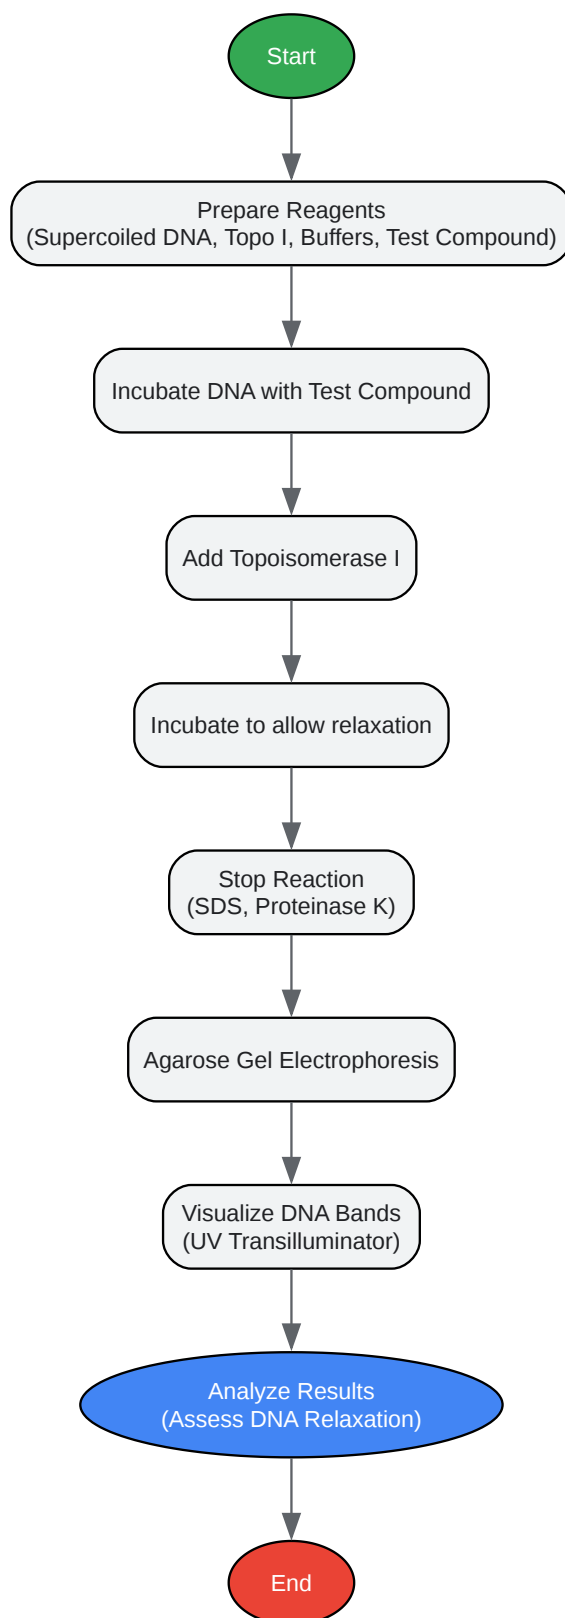 Start
Prepare Reagents
(Supercoiled DNA, Topo I, Buffers, Test Compound)
Incubate DNA with Test Compound
Add Topoisomerase I
Incubate to allow relaxation
Stop Reaction
(SDS, Proteinase K)
Agarose Gel Electrophoresis
Visualize DNA Bands
(UV Transilluminator)
Analyze Results
(Assess DNA Relaxation)
End